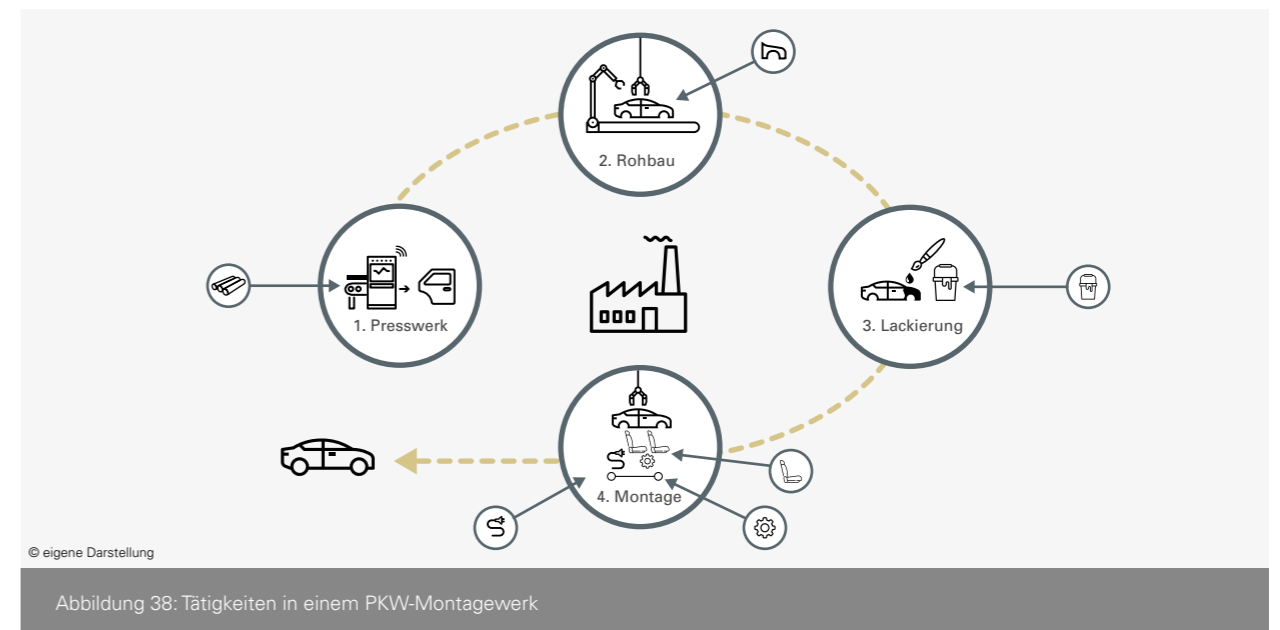 2. Rohbau
1. Presswerk
3. Lackierung
4. Montage
© eigene Darstellung
Abbildung 38: Tätigkeiten in einem PKW-Montagewerk